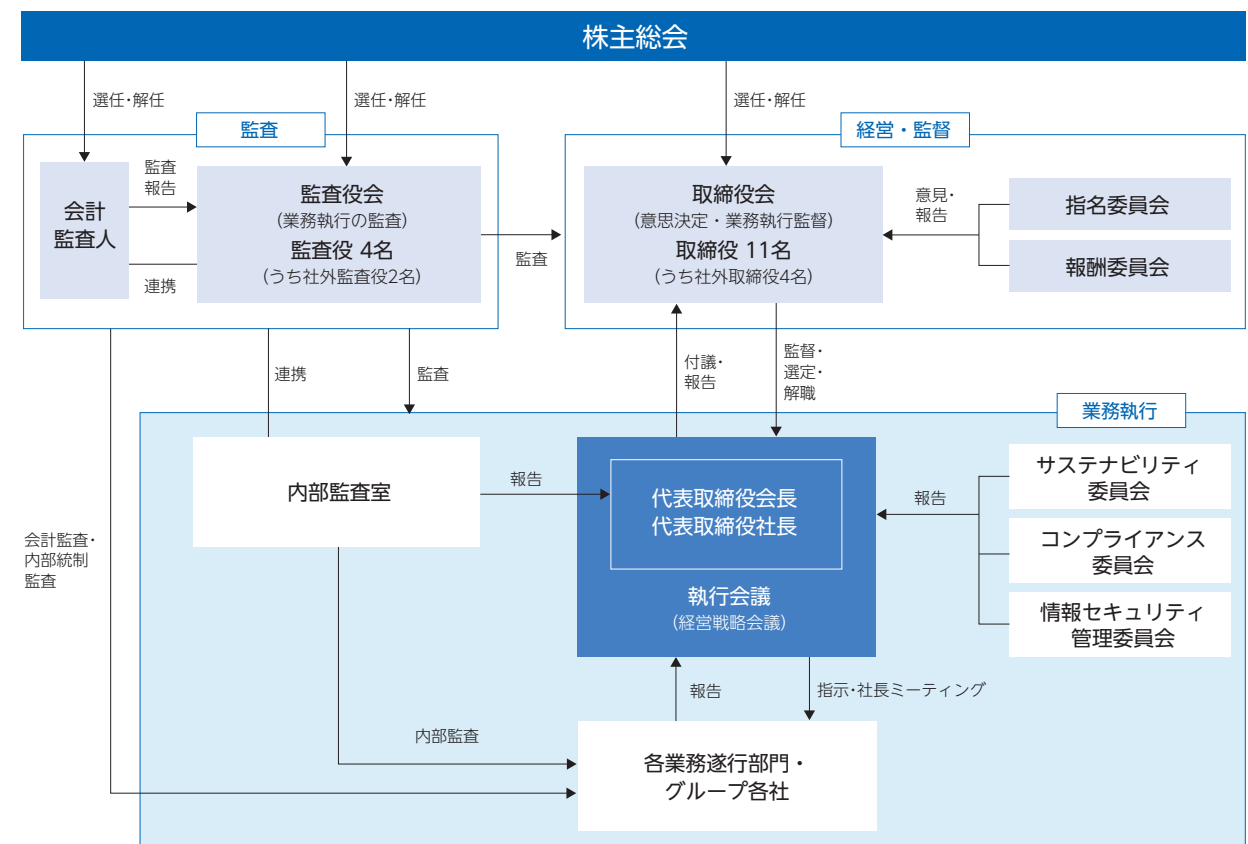 株主総会
選任・解任
選任・解任
選任・解任
監査
経営・監督
会計
監査人
監査
報告
連携
監査役会
(業務執行の監査)
監査役 4名
(うち社外監査役2名)
監査
取締役会
(意思決定・業務執行監督)
取締役 11名
(うち社外取締役4名)
意見・
報告
指名委員会
報酬委員会
連携
監査
付議・
報告
監督・
選定・
解職
業務執行
会計監査・
内部統制
監査
内部監査室
報告
代表取締役会長
代表取締役社長
執行会議
(経営戦略会議)
報告
サステナビリティ
委員会
コンプライアンス
委員会
情報セキュリティ
管理委員会
報告
指示・社長ミーティング
内部監査
各業務遂行部門・
グループ各社